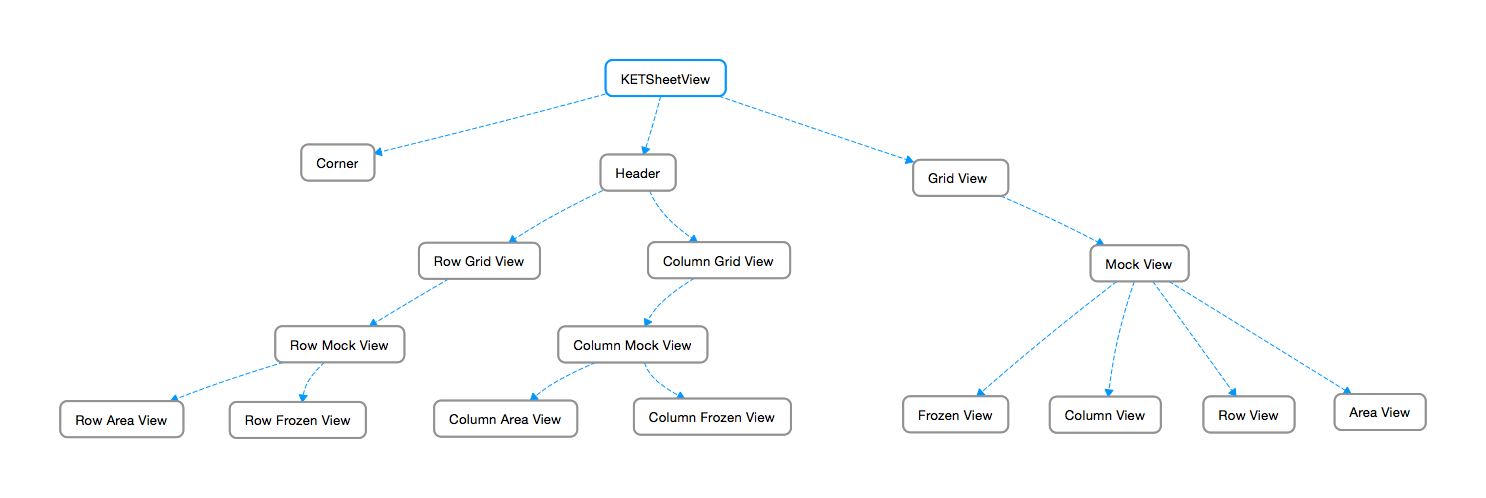 KETSheetView
Corner
Header
Grid View
Row Grid View
Column Grid View
Mock View
Row Mock View
Column Mock View
Row Area View
Row Frozen View
Column Area View
Column Frozen View
Frozen View
Column View
Row View
Area View